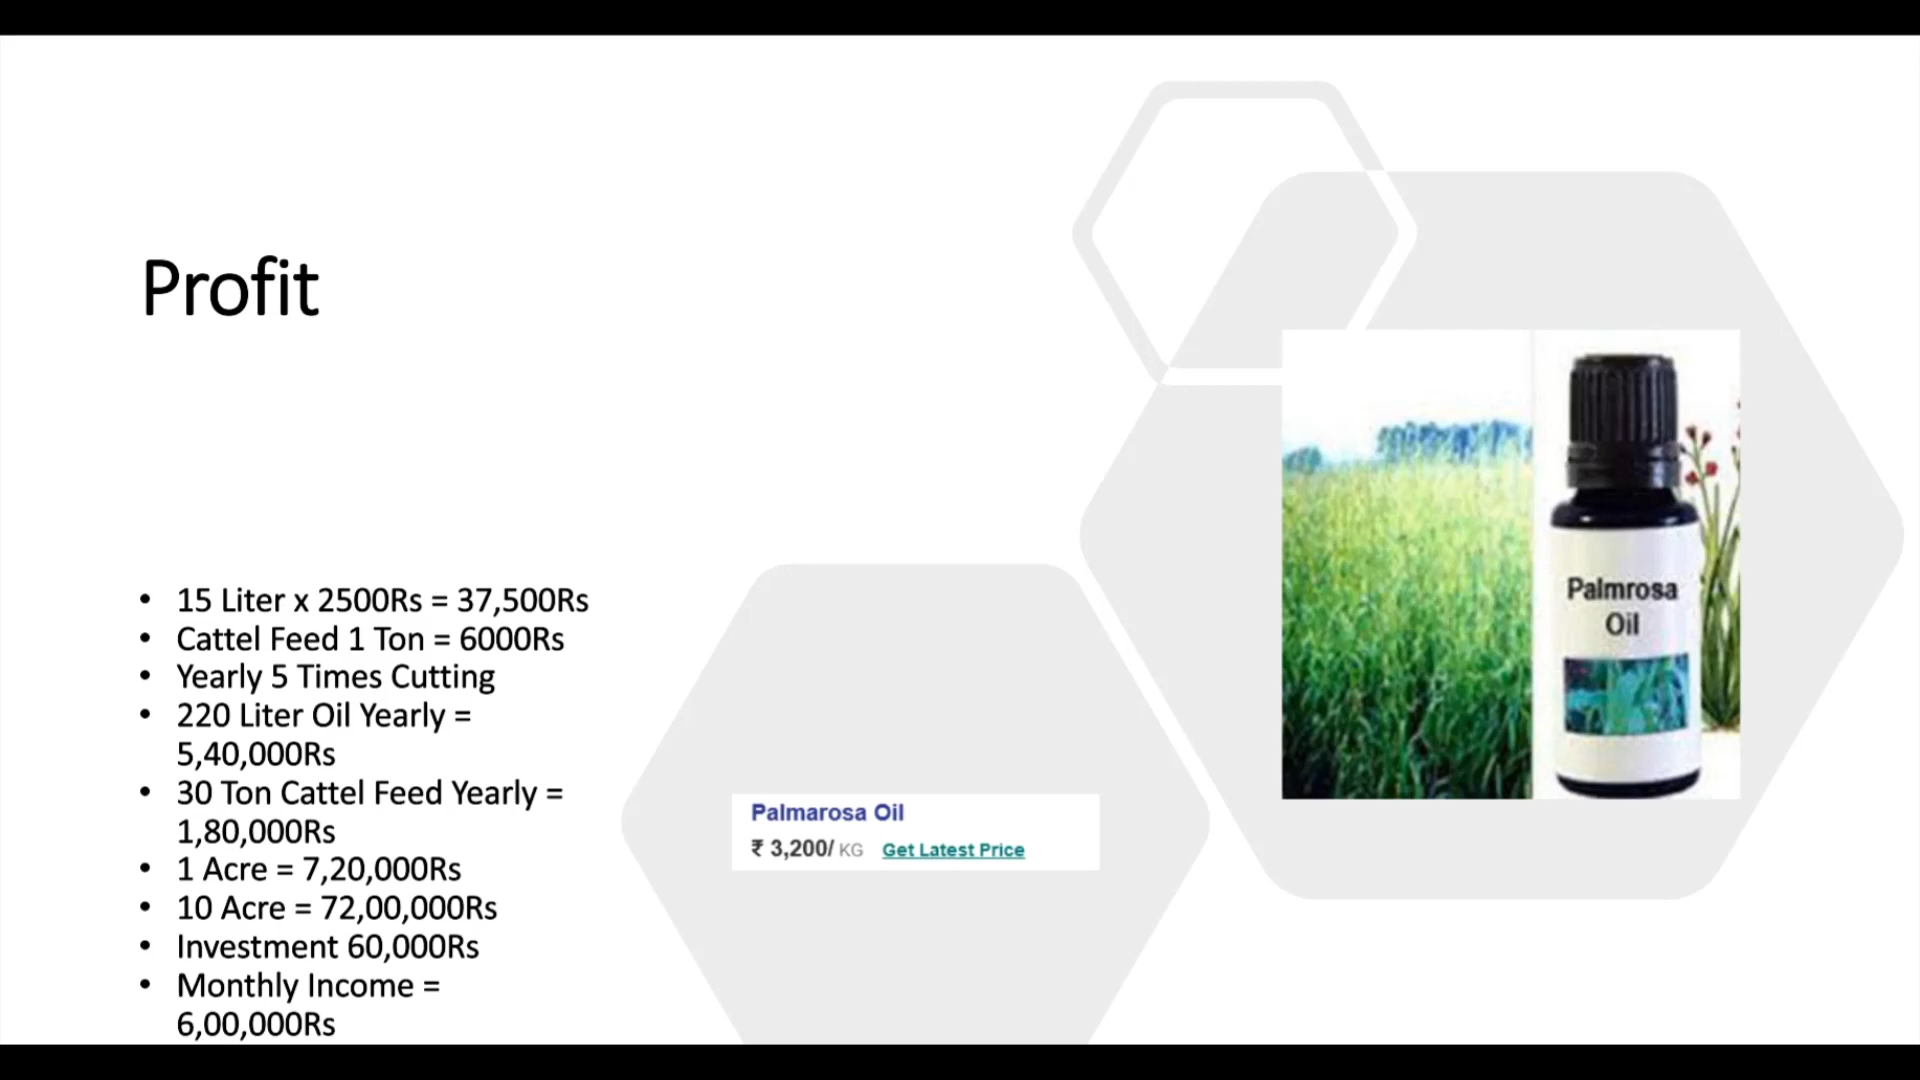 Profit
• 15 Liter x 2500Rs = 37,500Rs
• Cattel Feed 1 Ton = 6000Rs
• Yearly 5 Times Cutting
• 220 Liter Oil Yearly =
5,40,000Rs
• 30 Ton Cattel Feed Yearly =
1,80,000Rs
• 1 Acre = 7,20,000Rs
• 10 Acre = 72,00,000Rs
• Investment 60,000Rs
• Monthly Income =
6,00,000Rs
Palmarosa Oil
₹ 3,200/ KG Get Latest Price
Palmrosa
Oil